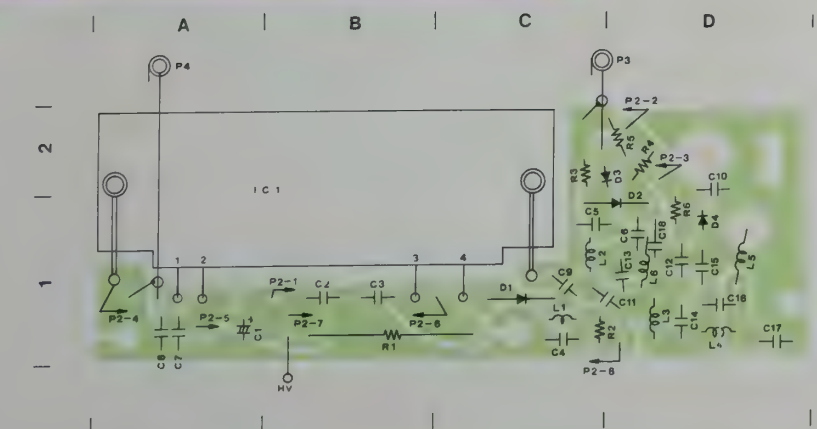 A B C D
P4 P3
P2-2
2
R5
R4
P2-3
R3
D3
C10
IC1
D2
R6
D4
C5
C6
C18
1 2 3 4
L2
C13
L6
C12
C15
L5
1
P2-1
C2
C3
D1
C9
C11
C16
P2-4
P2-5
C1
P2-7
P2-6
L1
R2
L3
C14
C8
C7
R1
C4
C17
P2-8
HV